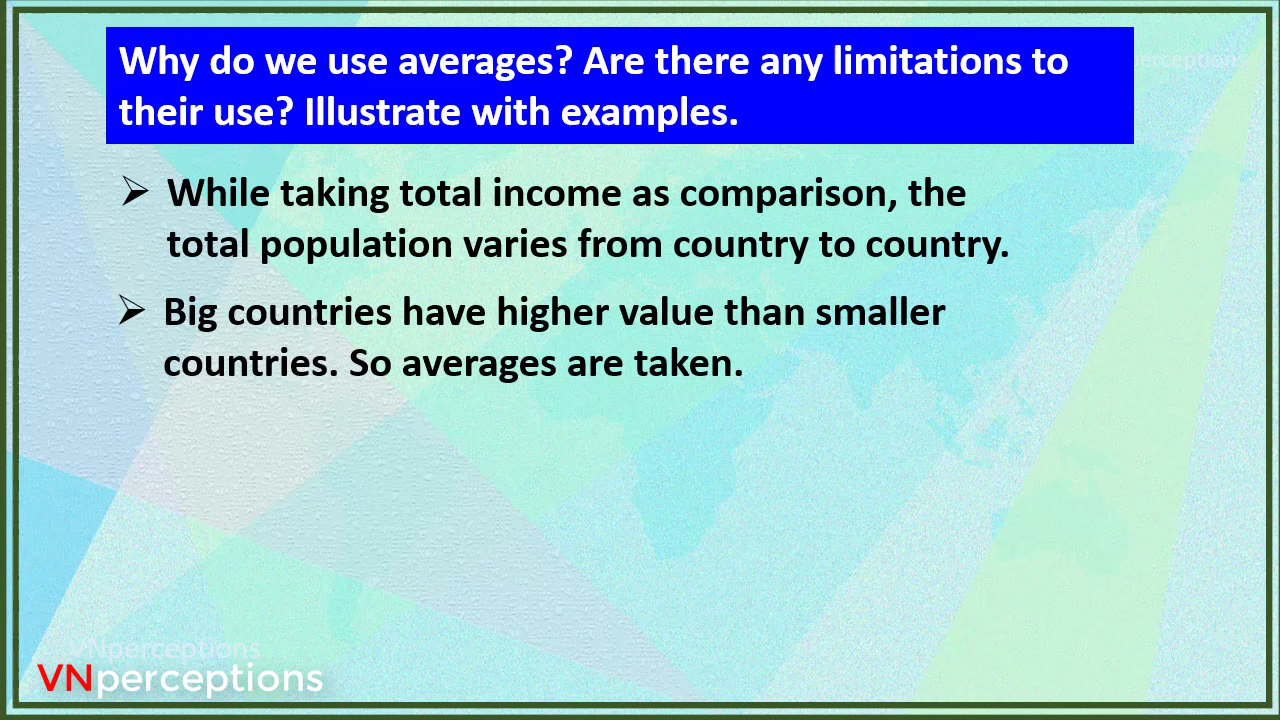 Why do we use averages? Are there any limitations to
their use? Illustrate with examples.
perception
➢ While taking total income as comparison, the
total population varies from country to country.
➢ Big countries have higher value than smaller
countries. So averages are taken.
VNperceptions
VNperceptions